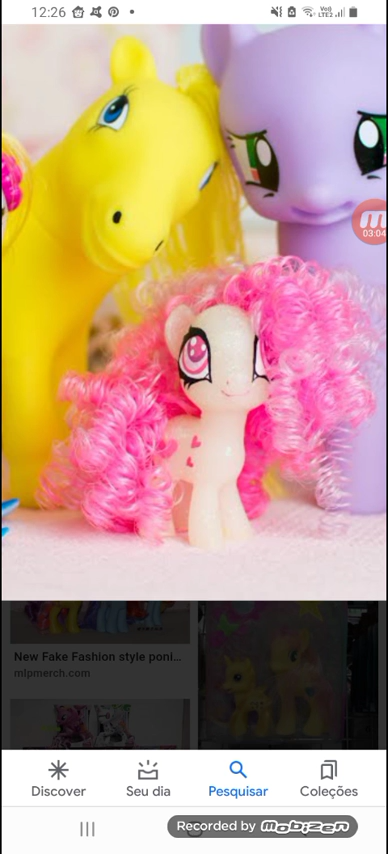 12:26
Vo))
LTE2
03:04
New Fake Fashion style poni...
mlpmerch.com
Discover
Seu dia
Pesquisar
Coleções
Recorded by mobizen